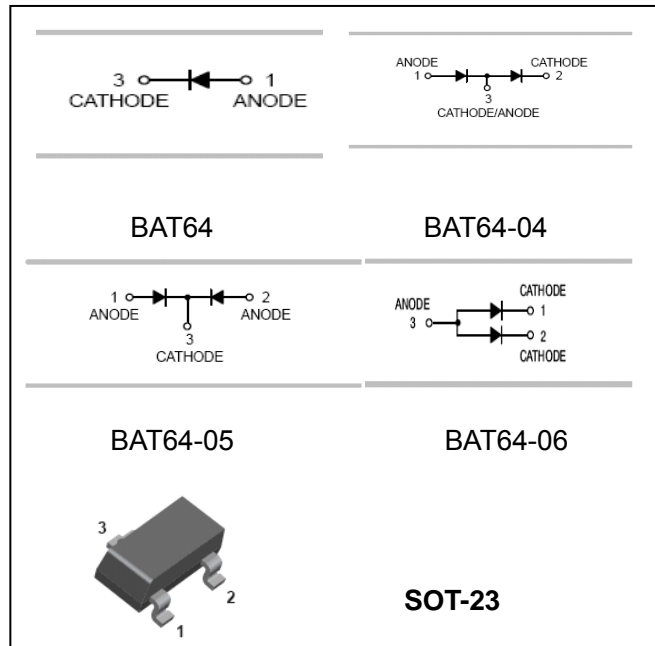 3 1
CATHODE ANODE
BAT64
ANODE CATHODE
1 2
3
CATHODE/ANODE
BAT64-04
1 2
ANODE ANODE
3
CATHODE
BAT64-05
CATHODE
ANODE 1
3
2
CATHODE
BAT64-06
3
2
1
SOT-23